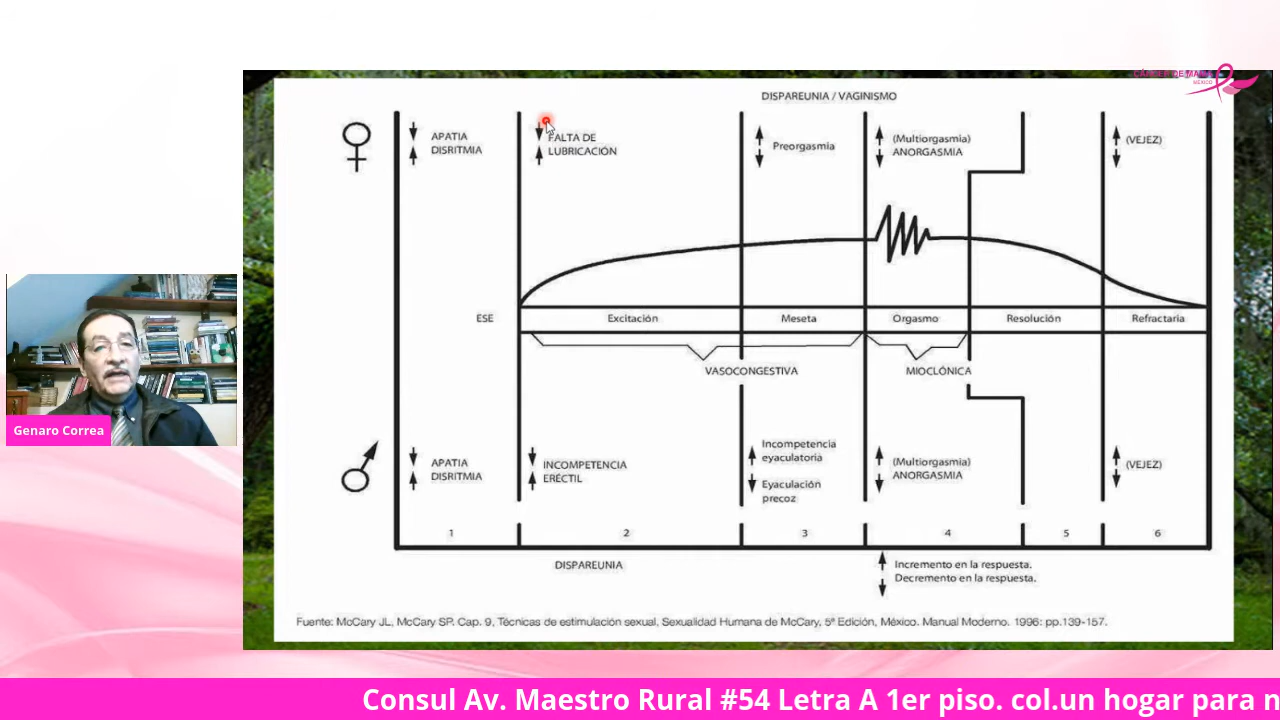 CÁNCER DE MAMA
MÉXICO
DISPAREUNIA / VAGINISMO
APATIA
DISRITMIA
FALTA DE
LUBRICACIÓN
Preorgasmia
(Multiorgasmia)
ANORGASMIA
(VEJEZ)
ESE
Excitación
Meseta
Orgasmo
Resolución
Refractaria
VASOCONGESTIVA
MIOCLÓNICA
APATIA
DISRITMIA
INCOMPETENCIA
ERÉCTIL
Incompetencia
eyaculatoria
Eyaculación
precoz
(Multiorgasmia)
ANORGASMIA
(VEJEZ)
1 2 3 4 5 6
DISPAREUNIA
Incremento en la respuesta.
Decremento en la respuesta.
Fuente: McCary JL, McCary SP. Cap. 9, Técnicas de estimulación sexual, Sexualidad Humana de McCary, 5ª Edición, México. Manual Moderno. 1996: pp.139-157.
Genaro Correa
Consul Av. Maestro Rural #54 Letra A 1er piso. col.un hogar para n